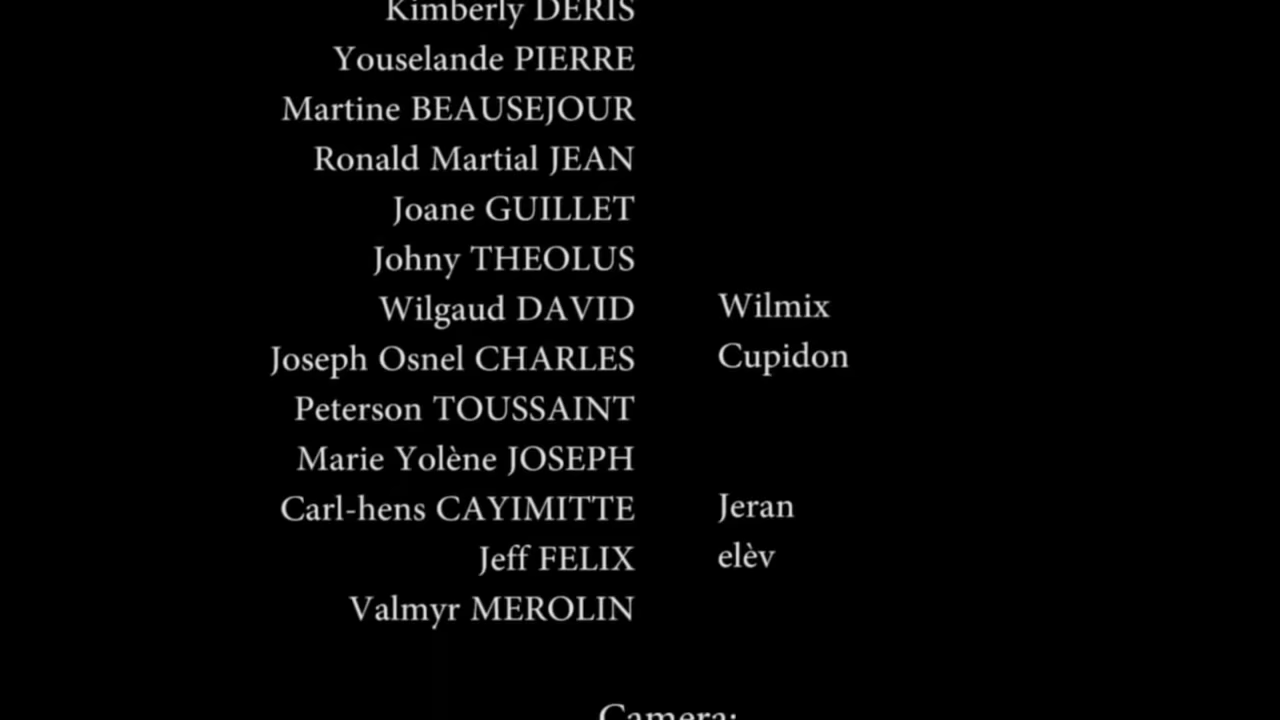 Kimberly DERIS
Youselande PIERRE
Martine BEAUSEJOUR
Ronald Martial JEAN
Joane GUILLET
Johny THEOLUS
Wilgaud DAVID Wilmix
Joseph Osnel CHARLES Cupidon
Peterson TOUSSAINT
Marie Yolène JOSEPH
Carl-hens CAYIMITTE Jeran
Jeff FELIX elèv
Valmyr MEROLIN
Camera: